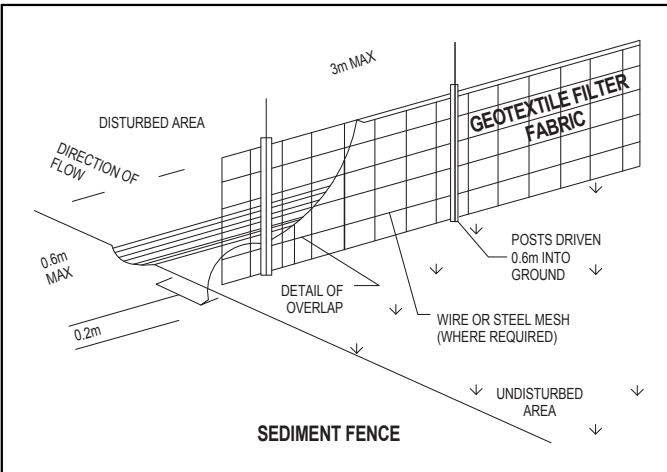 3m MAX
DISTURBED AREA
DIRECTION OF
FLOW
GEOTEXTILE FILTER
FABRIC
0.6m
MAX
0.2m
DETAIL OF
OVERLAP
POSTS DRIVEN
0.6m INTO
GROUND
WIRE OR STEEL MESH
(WHERE REQUIRED)
UNDISTURBED
AREA
SEDIMENT FENCE